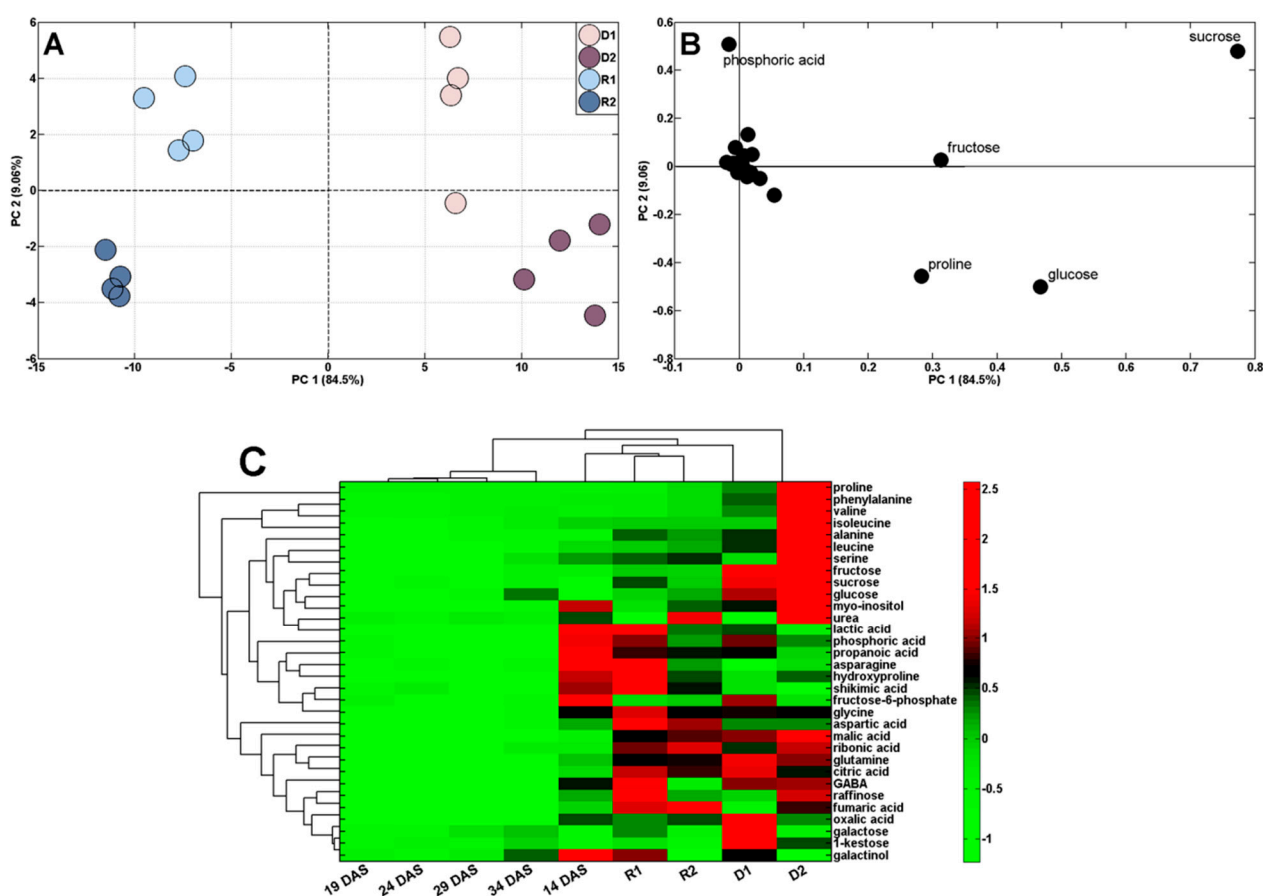 A
D1
D2
R1
R2
6
4
2
0
-2
-4
-6
-15
-10
-5
0
5
10
15
PC 1 (84.5%)
PC 2 (9.06%)
B
phosphoric acid
sucrose
fructose
proline
glucose
0.6
0.4
0.2
0
-0.2
-0.4
-0.6
-0.8
-0.1
0
0.1
0.2
0.3
0.4
0.5
0.6
0.7
0.8
PC 1 (84.5%)
PC 2 (9.06)
C
proline
phenylalanine
valine
isoleucine
alanine
leucine
serine
fructose
sucrose
glucose
myo-inositol
urea
lactic acid
phosphoric acid
propanoic acid
asparagine
hydroxyproline
shikimic acid
fructose-6-phosphate
glycine
aspartic acid
malic acid
ribonic acid
glutamine
citric acid
GABA
raffinose
fumaric acid
oxalic acid
galactose
1-kestose
galactinol
19 DAS
24 DAS
29 DAS
34 DAS
14 DAS
R1
R2
D1
D2
2.5
2
1.5
1
0.5
0
-0.5
-1